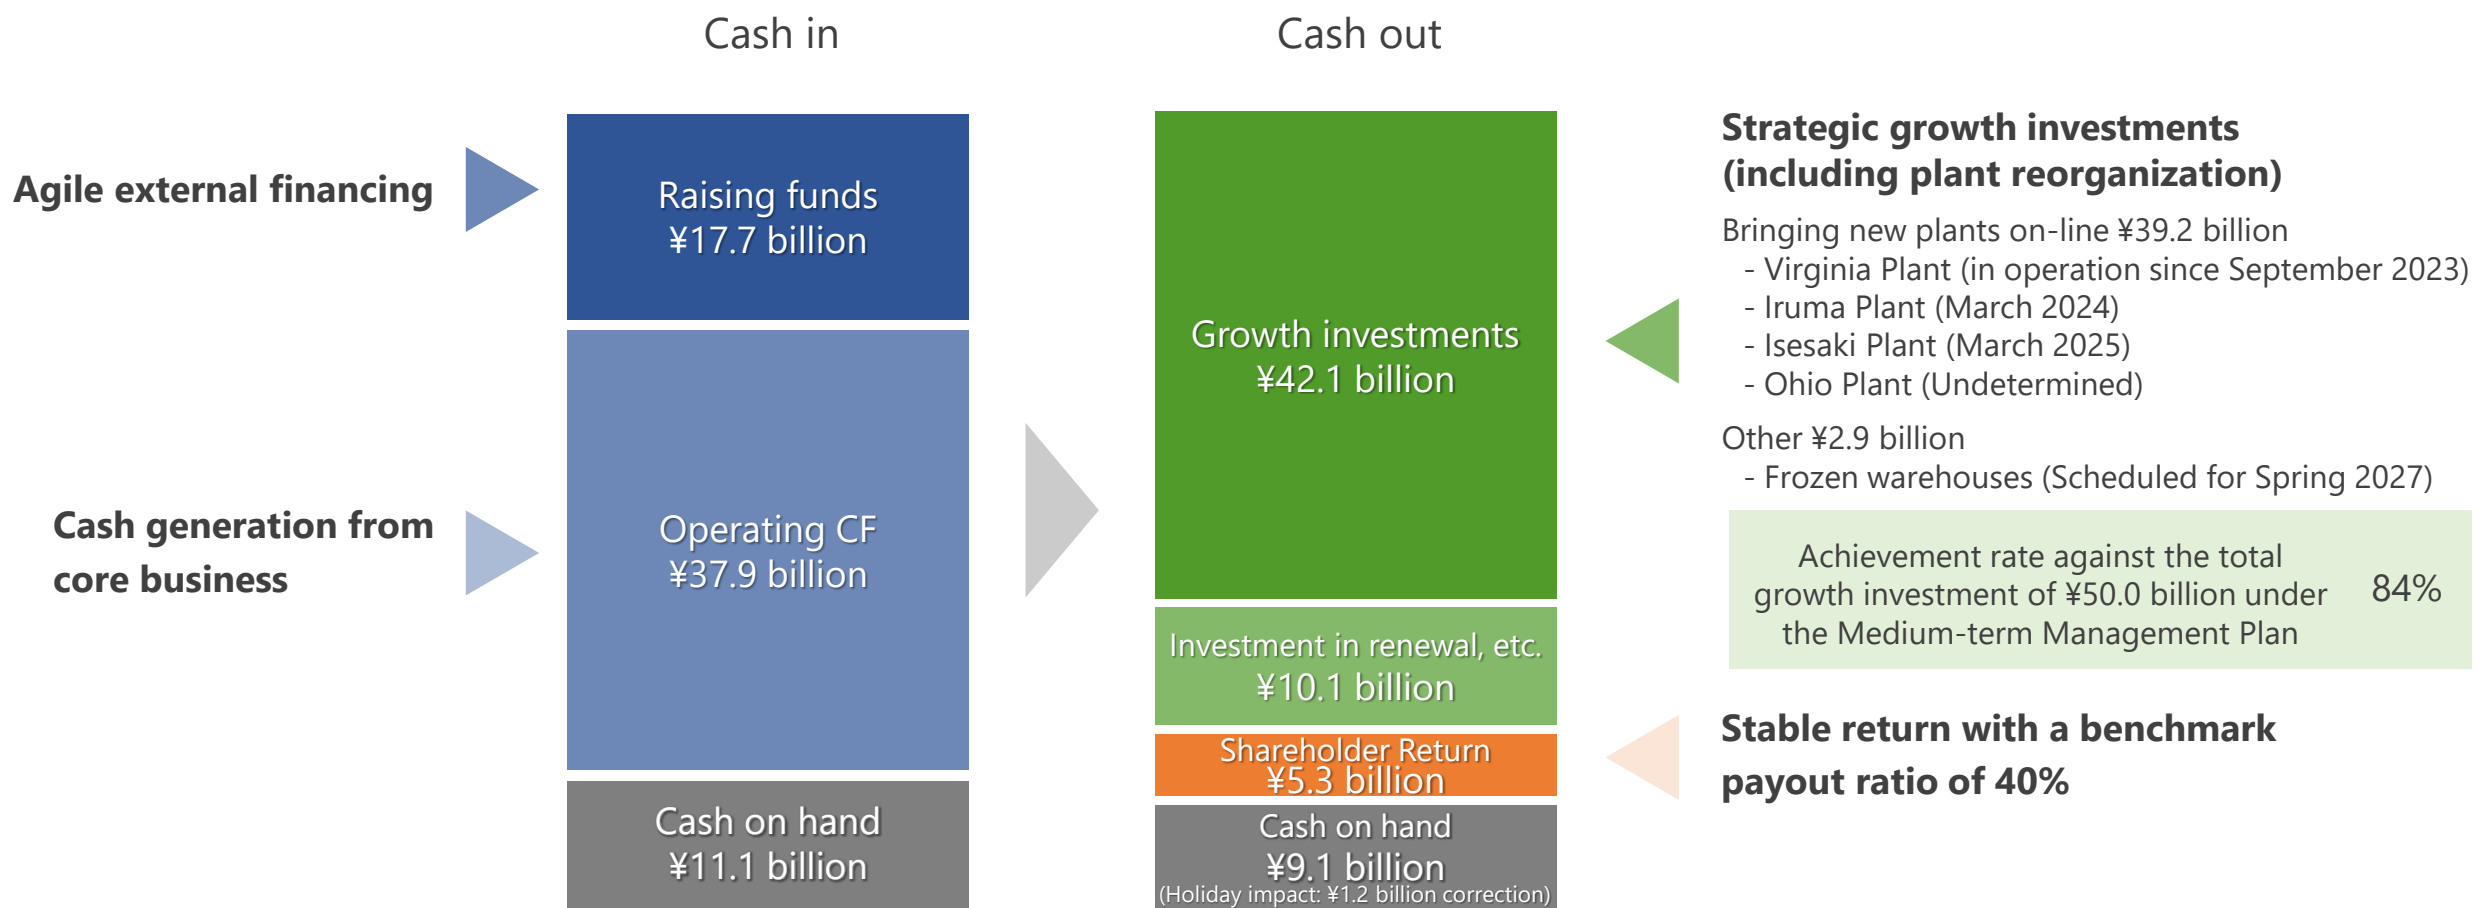 Cash in
Cash out
Agile external financing
Raising funds
¥17.7 billion
Cash generation from
core business
Operating CF
¥37.9 billion
Cash on hand
¥11.1 billion
Growth investments
¥42.1 billion
Investment in renewal, etc.
¥10.1 billion
Shareholder Return
¥5.3 billion
Cash on hand
¥9.1 billion
(Holiday impact: ¥1.2 billion correction)
Strategic growth investments
(including plant reorganization)
Bringing new plants on-line ¥39.2 billion
- Virginia Plant (in operation since September 2023)
- Iruma Plant (March 2024)
- Isesaki Plant (March 2025)
- Ohio Plant (Undetermined)
Other ¥2.9 billion
- Frozen warehouses (Scheduled for Spring 2027)
Achievement rate against the total
growth investment of ¥50.0 billion under
the Medium-term Management Plan
84%
Stable return with a benchmark
payout ratio of 40%